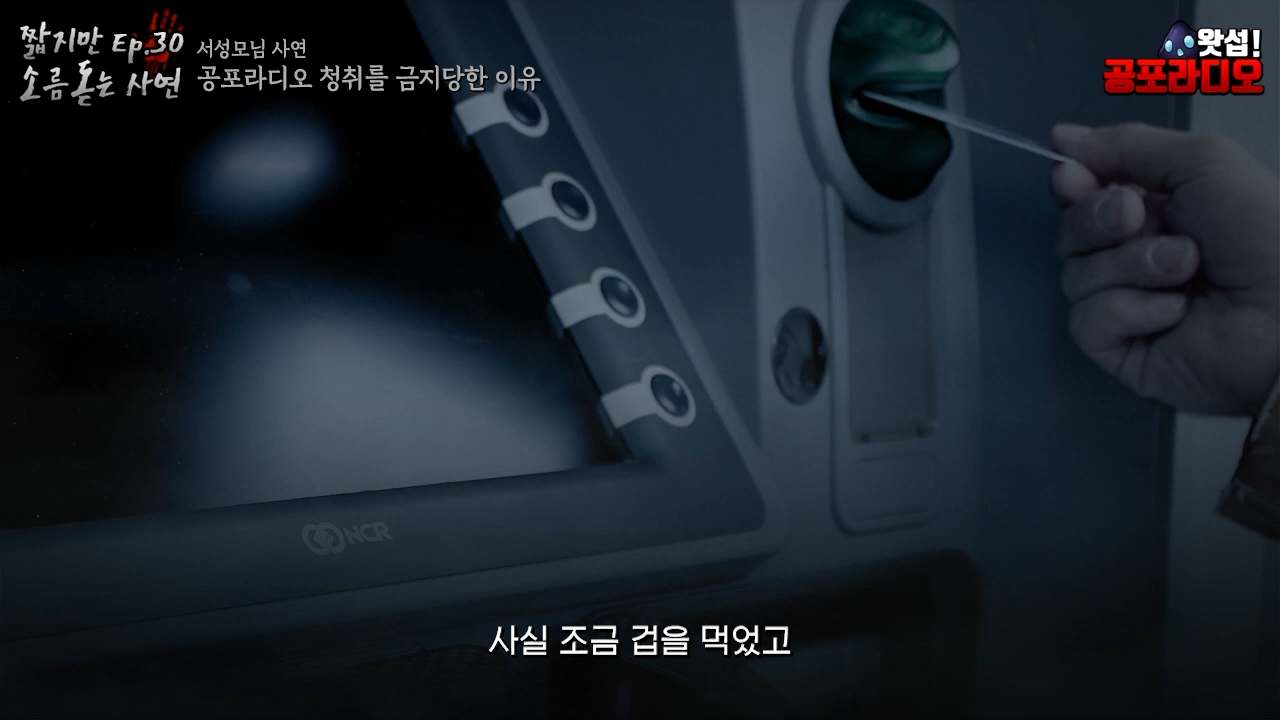 짧지만 Ep.30
소름 돋는 사연
서성모님 사연
공포라디오 청취를 금지당한 이유
왓섭!
공포라디오
NCR
사실 조금 겁을 먹었고